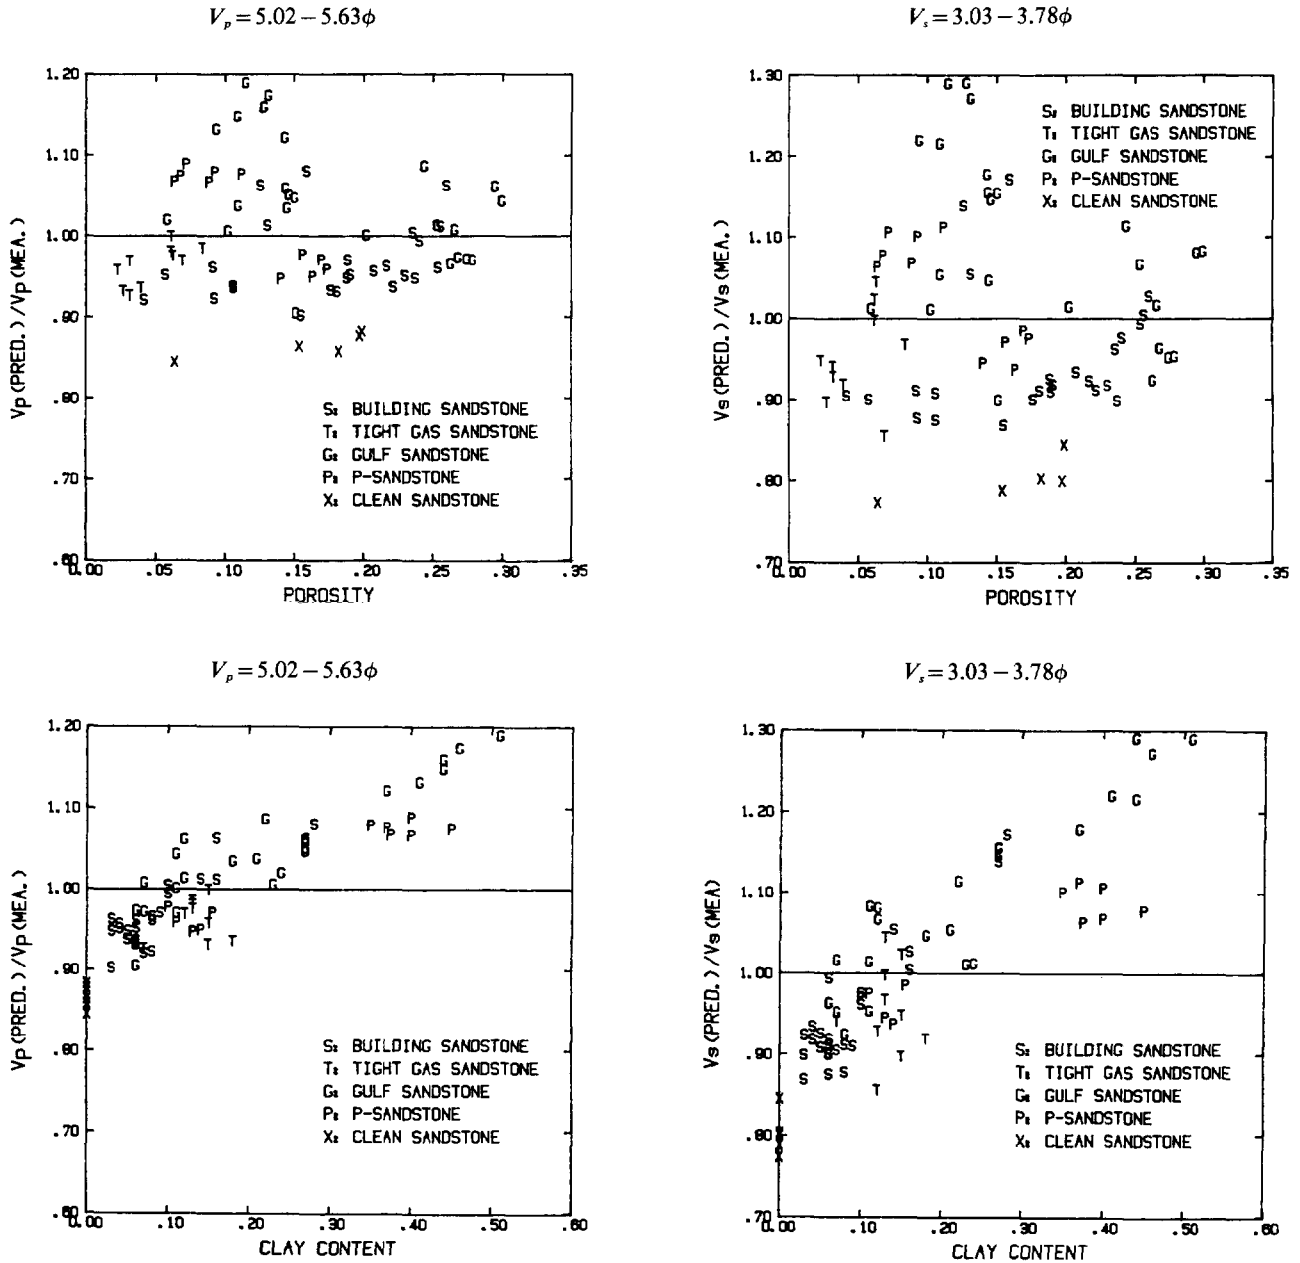 V_p = 5.02 – 5.63ϕ
1.20
1.10
1.00
.90
.80
.70
.60
Vp(PRED.)/Vp(MEA.)
S: BUILDING SANDSTONE
T: TIGHT GAS SANDSTONE
G: GULF SANDSTONE
P: P-SANDSTONE
X: CLEAN SANDSTONE
0.00 .05 .10 .15 .20 .25 .30 .35
POROSITY
V_s = 3.03 – 3.78ϕ
1.30
1.20
1.10
1.00
.90
.80
.70
Vs(PRED.)/Vs(MEA.)
S: BUILDING SANDSTONE
T: TIGHT GAS SANDSTONE
G: GULF SANDSTONE
P: P-SANDSTONE
X: CLEAN SANDSTONE
0.00 .05 .10 .15 .20 .25 .30 .35
POROSITY
V_p = 5.02 – 5.63ϕ
1.20
1.10
1.00
.90
.80
.70
.60
Vp(PRED.)/Vp(MEA.)
S: BUILDING SANDSTONE
T: TIGHT GAS SANDSTONE
G: GULF SANDSTONE
P: P-SANDSTONE
X: CLEAN SANDSTONE
0.00 .10 .20 .30 .40 .50 .60
CLAY CONTENT
V_s = 3.03 – 3.78ϕ
1.30
1.20
1.10
1.00
.90
.80
.70
Vs(PRED.)/Vs(MEA)
S: BUILDING SANDSTONE
T: TIGHT GAS SANDSTONE
G: GULF SANDSTONE
P: P-SANDSTONE
X: CLEAN SANDSTONE
0.00 .10 .20 .30 .40 .50 .60
CLAY CONTENT